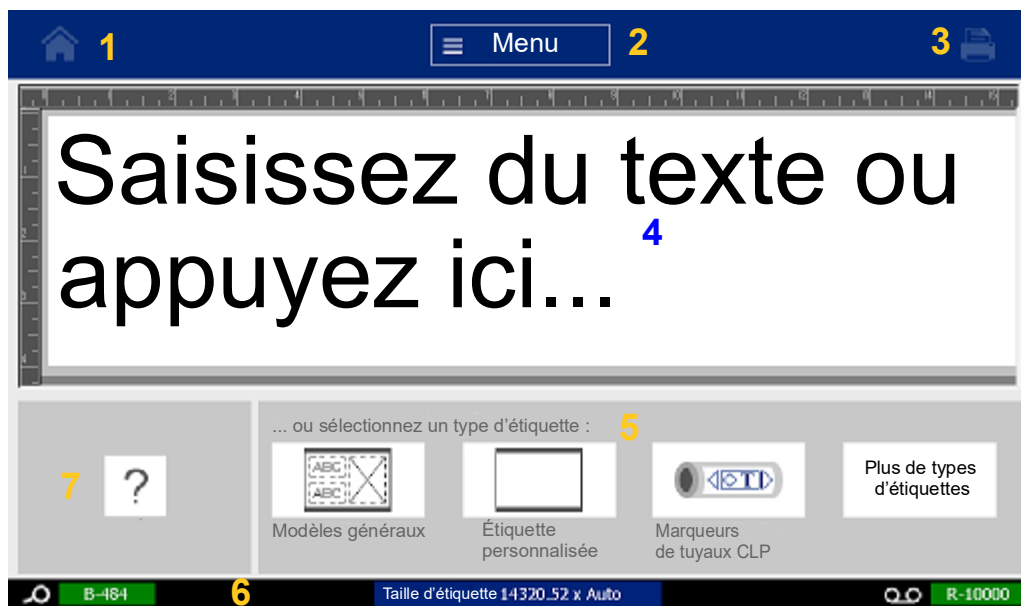 1
Menu
2
3
Saisissez du texte ou
appuyez ici...
4
... ou sélectionnez un type d'étiquette :
5
7
?
ABC
ABC
Modèles généraux
Étiquette
personnalisée
Marqueurs
de tuyaux CLP
Plus de types
d'étiquettes
B-484
6
Taille d'étiquette 14320.52 x Auto
R-10000